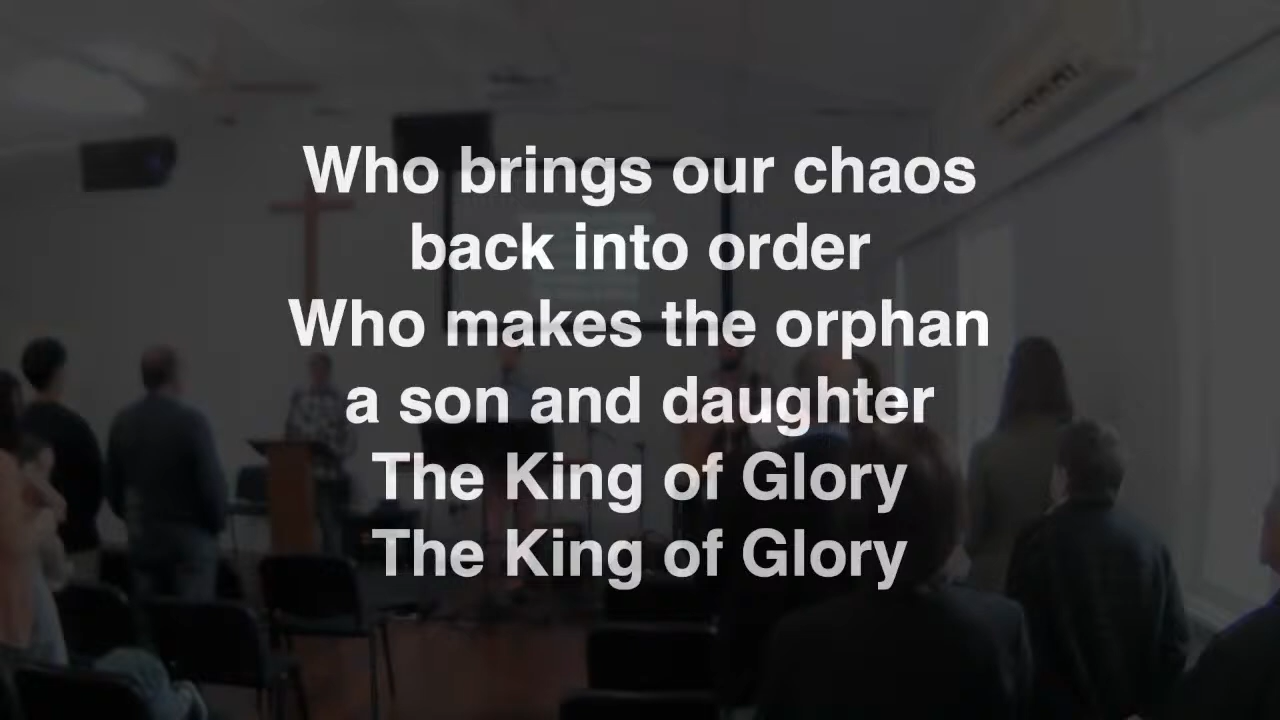 Who brings our chaos
back into order
Who makes the orphan
a son and daughter
The King of Glory
The King of Glory